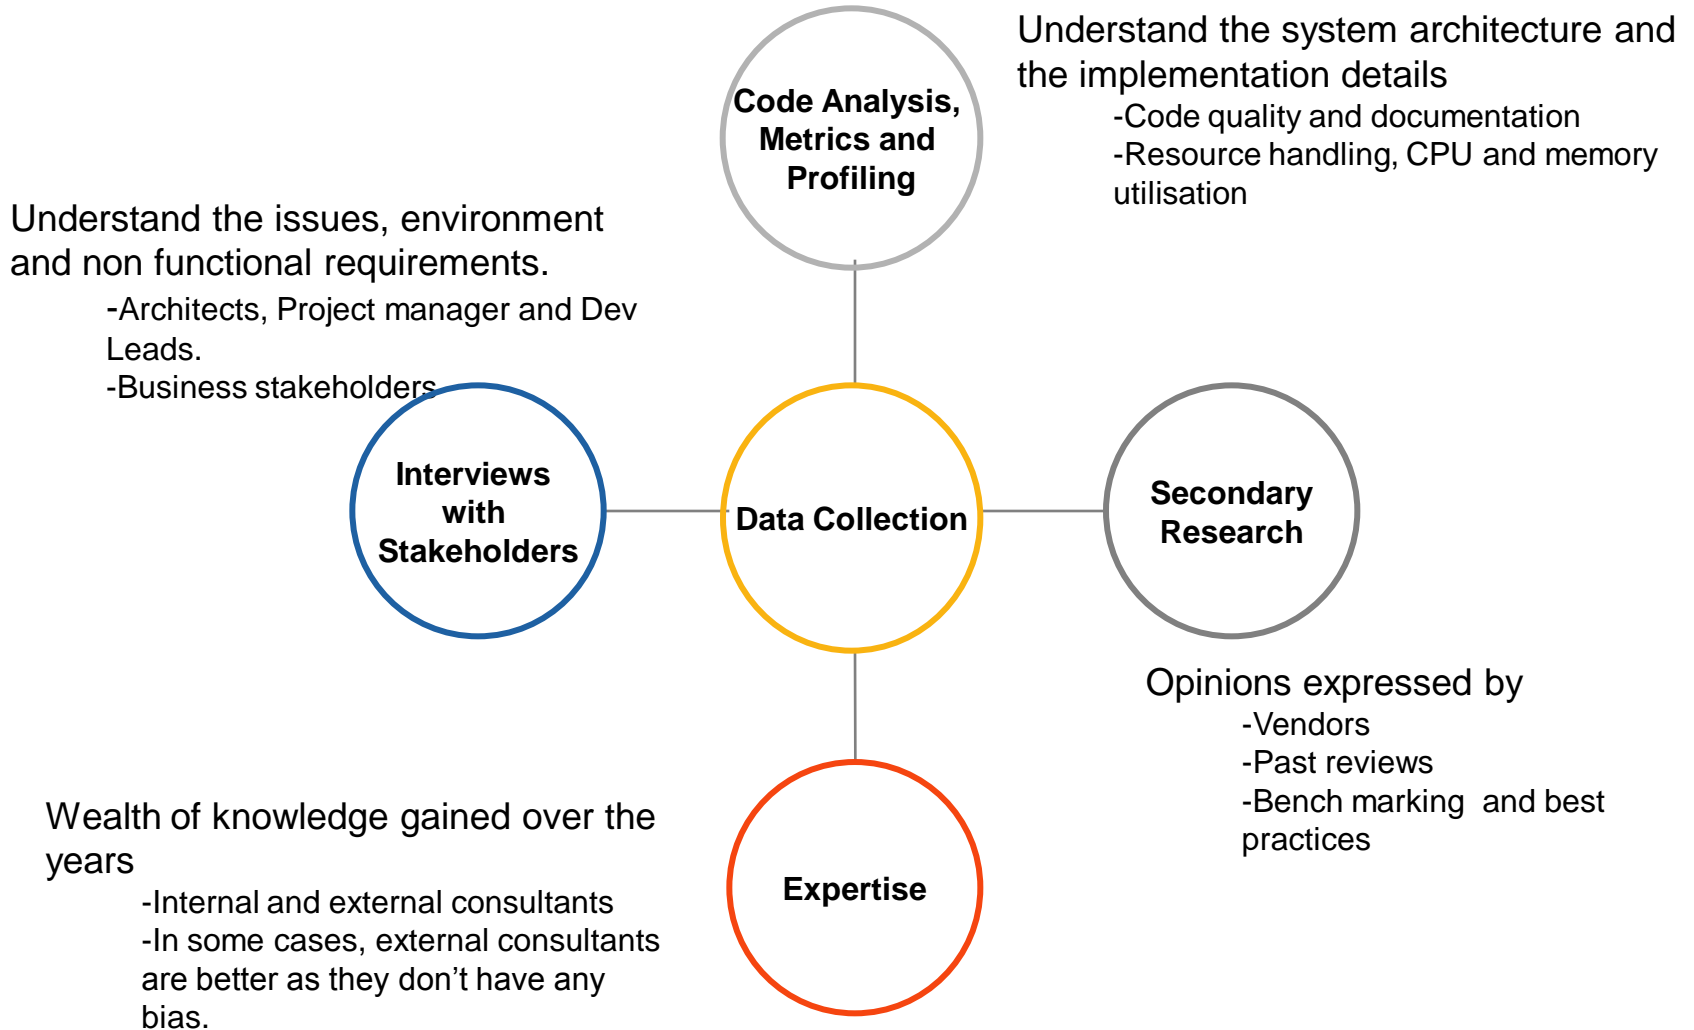 Code Analysis,
Metrics and
Profiling
Understand the system architecture and
the implementation details
-Code quality and documentation
-Resource handling, CPU and memory
utilisation
Understand the issues, environment
and non functional requirements.
-Architects, Project manager and Dev
Leads.
-Business stakeholders
Interviews
with
Stakeholders
Data Collection
Secondary
Research
Opinions expressed by
-Vendors
-Past reviews
-Bench marking  and best
practices
Wealth of knowledge gained over the
years
-Internal and external consultants
-In some cases, external consultants
are better as they don’t have any
bias.
Expertise